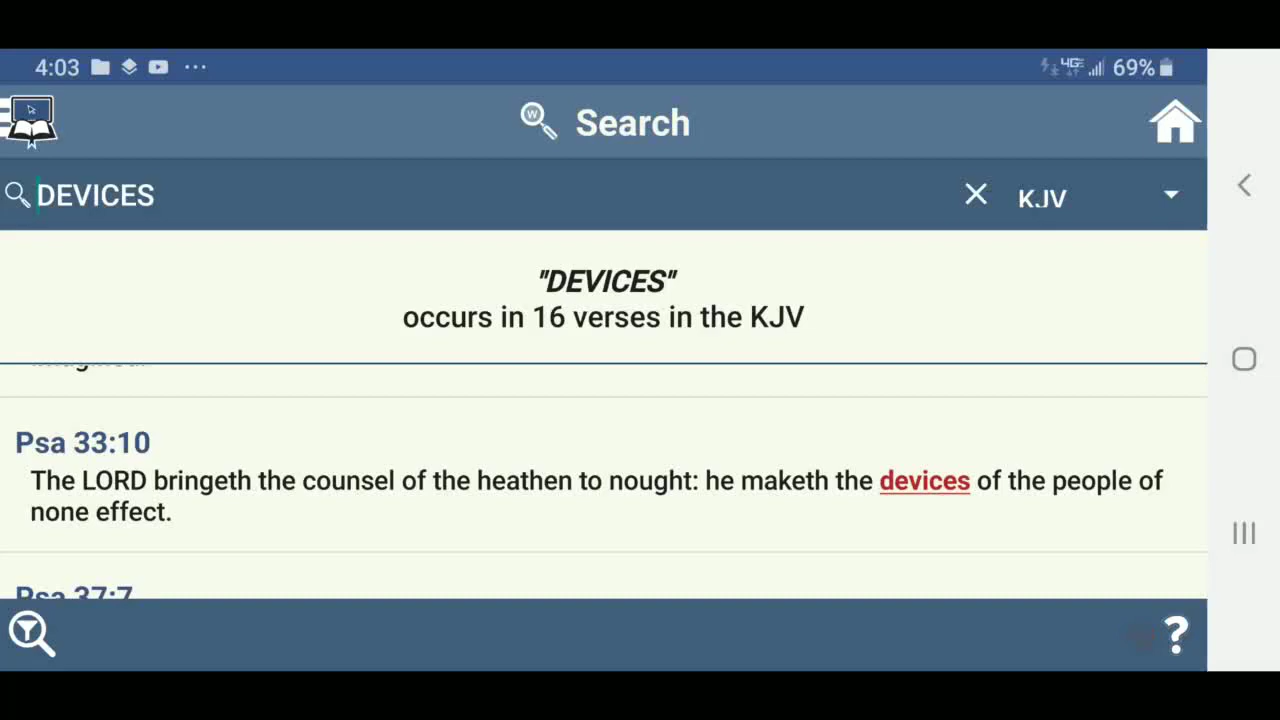 4:03 69%
Search
DEVICES KJV
"DEVICES"
occurs in 16 verses in the KJV
Psa 33:10
The LORD bringeth the counsel of the heathen to nought: he maketh the devices of the people of
none effect.
Psa 37:7
?